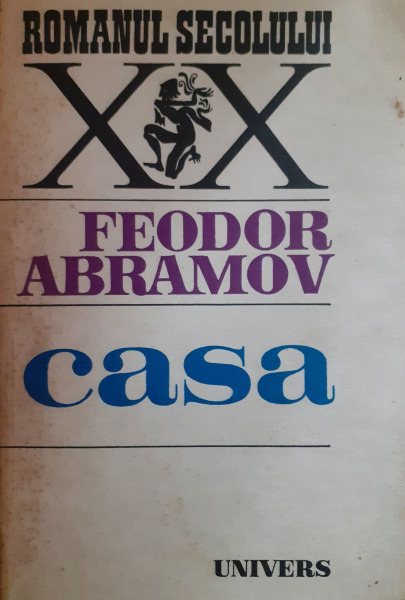 ROMANUL SECOLULUI
XX
FEODOR
ABRAMOV
casa
UNIVERS